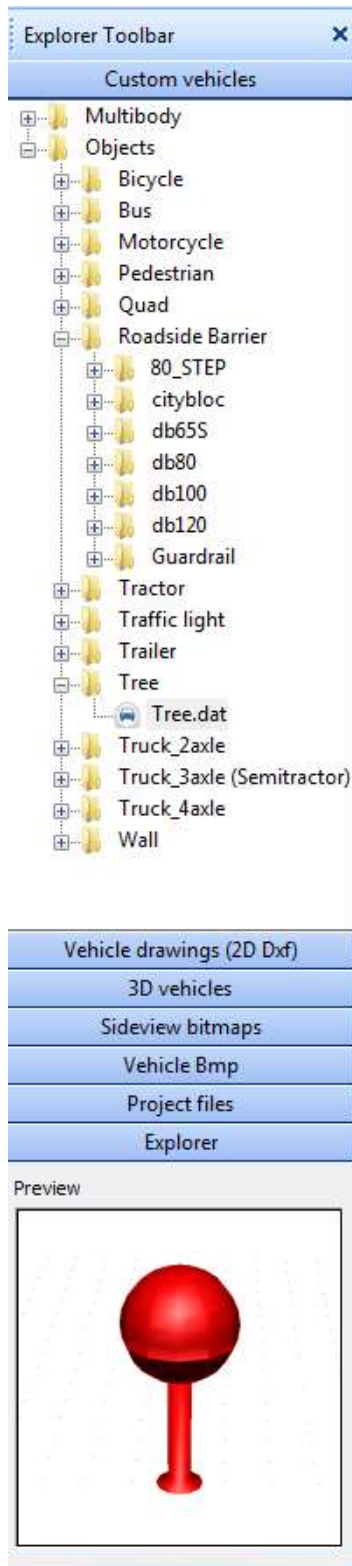 Explorer Toolbar
Custom vehicles
Multibody
Objects
Bicycle
Bus
Motorcycle
Pedestrian
Quad
Roadside Barrier
80_STEP
citybloc
db65S
db80
db100
db120
Guardrail
Tractor
Traffic light
Trailer
Tree
Tree.dat
Truck_2axle
Truck_3axle (Semitractor)
Truck_4axle
Wall
Vehicle drawings (2D Dxf)
3D vehicles
Sideview bitmaps
Vehicle Bmp
Project files
Explorer
Preview